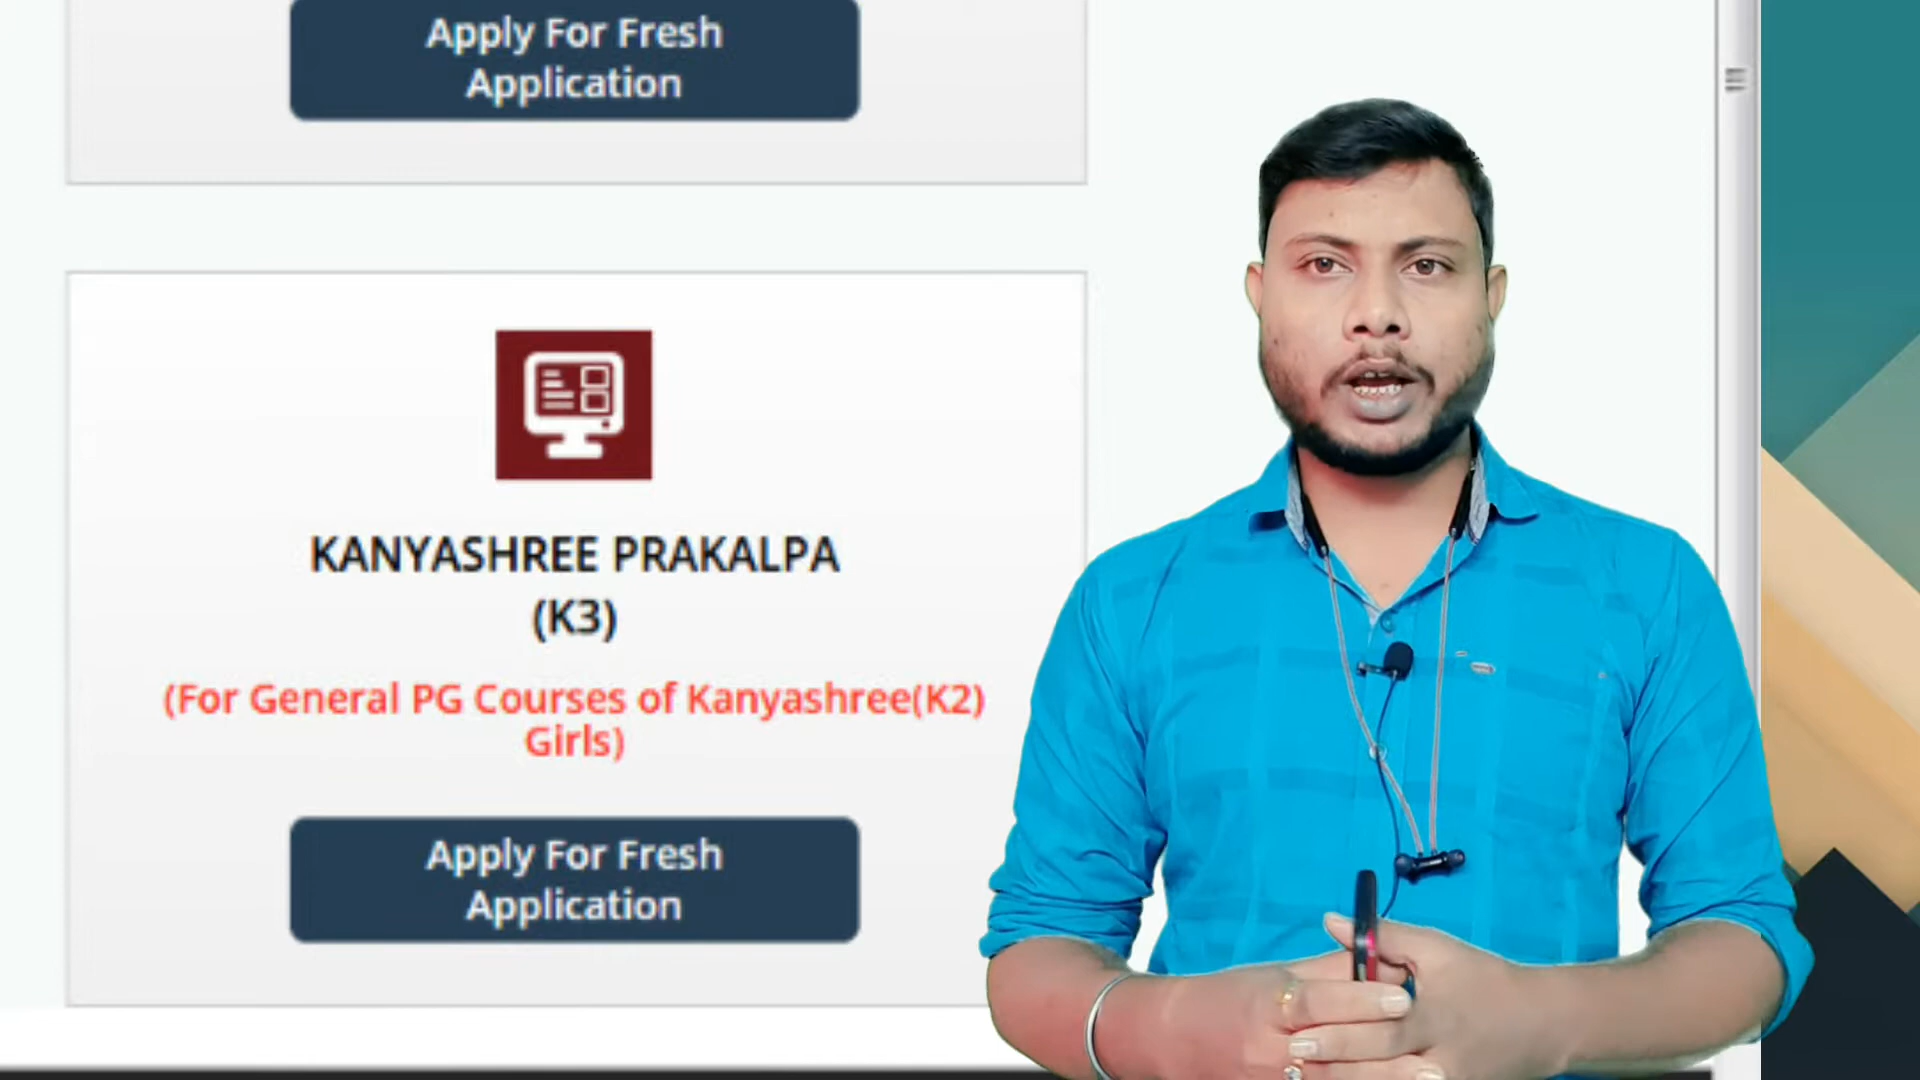 Apply For Fresh
Application
KANYASHREE PRAKALPA
(K3)
(For General PG Courses of Kanyashree(K2)
Girls)
Apply For Fresh
Application